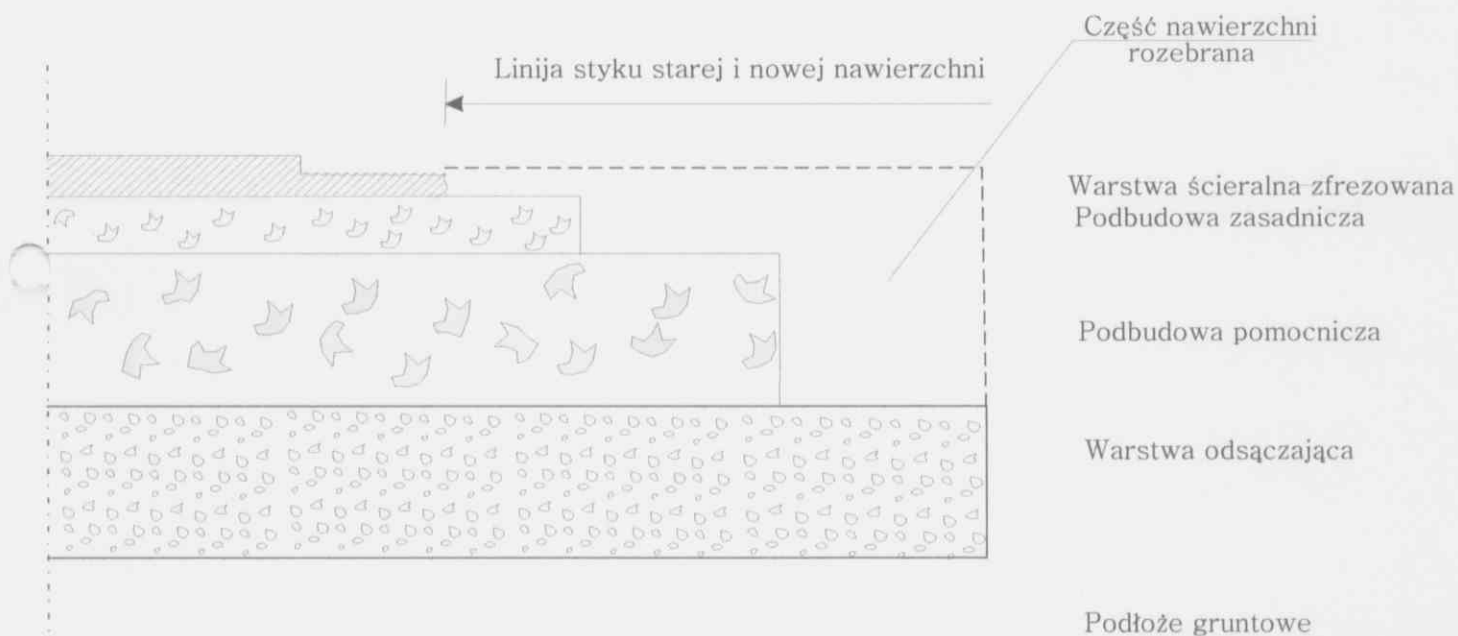 Część nawierzchni
rozebrana
Linija styku starej i nowej nawierzchni
Warstwa ścieralna zfrezowana
Podbudowa zasadnicza
Podbudowa pomocnicza
Warstwa odsączająca
Podłoże gruntowe